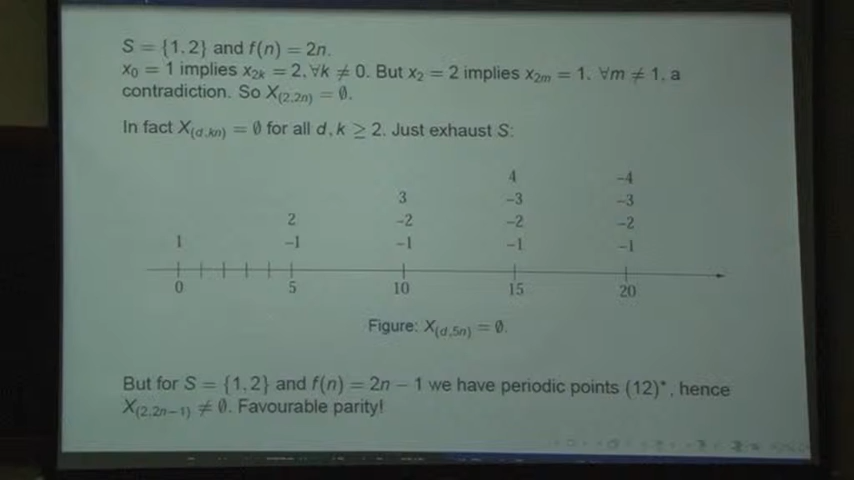 S = {1, 2} and f(n) = 2n.
x₀ = 1 implies x₂ₖ = 2, ∀k ≠ 0. But x₂ = 2 implies x₂ₘ = 1, ∀m ≠ 1, a
contradiction. So X₍₂,₂ₙ₎ = ∅.
In fact X₍d,kn₎ = ∅ for all d, k ≥ 2. Just exhaust S:
4 -4
3 -3 -3
2 -2 -2 -2
1 -1 -1 -1 -1
0 5 10 15 20
Figure: X₍d,5n₎ = ∅.
But for S = {1, 2} and f(n) = 2n − 1 we have periodic points (12)*, hence
X₍₂,₂ₙ₋₁₎ ≠ ∅. Favourable parity!